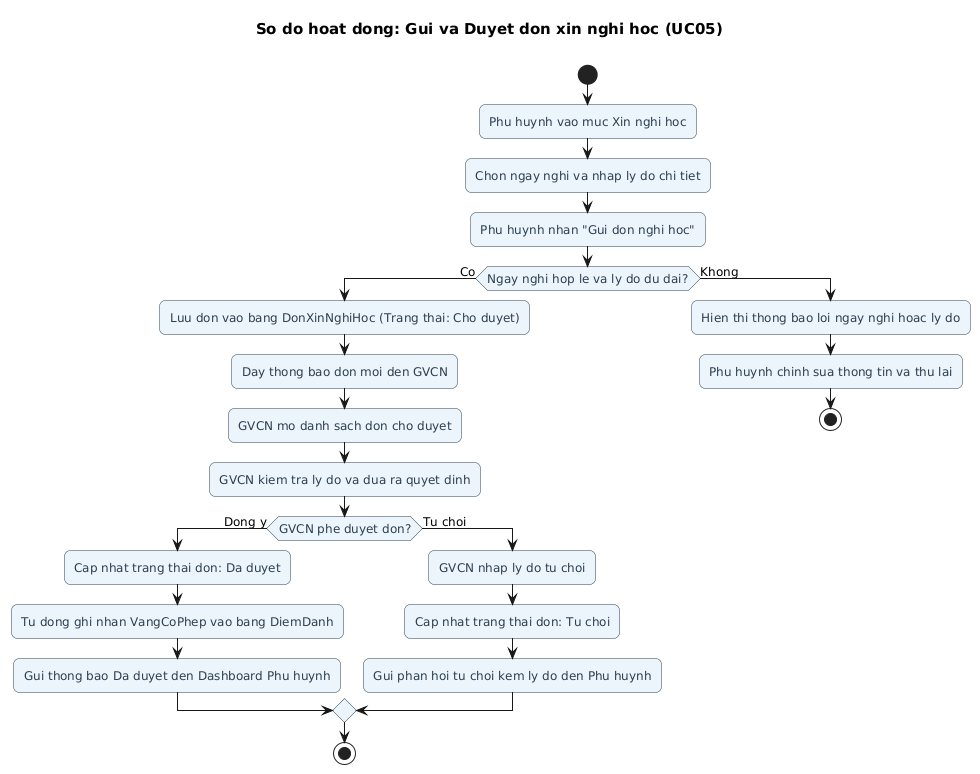 So do hoat dong: Gui va Duyet don xin nghi hoc (UC05)
Phu huynh vao muc Xin nghi hoc
Chon ngay nghi va nhap ly do chi tiet
Phu huynh nhan "Gui don nghi hoc"
Co
Ngay nghi hop le va ly do du dai?
Khong
Luu don vao bang DonXinNghiHoc (Trang thai: Cho duyet)
Day thong bao don moi den GVCN
GVCN mo danh sach don cho duyet
GVCN kiem tra ly do va dua ra quyet dinh
Dong y
GVCN phe duyet don?
Tu choi
Cap nhat trang thai don: Da duyet
Tu dong ghi nhan VangCoPhep vao bang DiemDanh
Gui thong bao Da duyet den Dashboard Phu huynh
GVCN nhap ly do tu choi
Cap nhat trang thai don: Tu choi
Gui phan hoi tu choi kem ly do den Phu huynh
Hien thi thong bao loi ngay nghi hoac ly do
Phu huynh chinh sua thong tin va thu lai